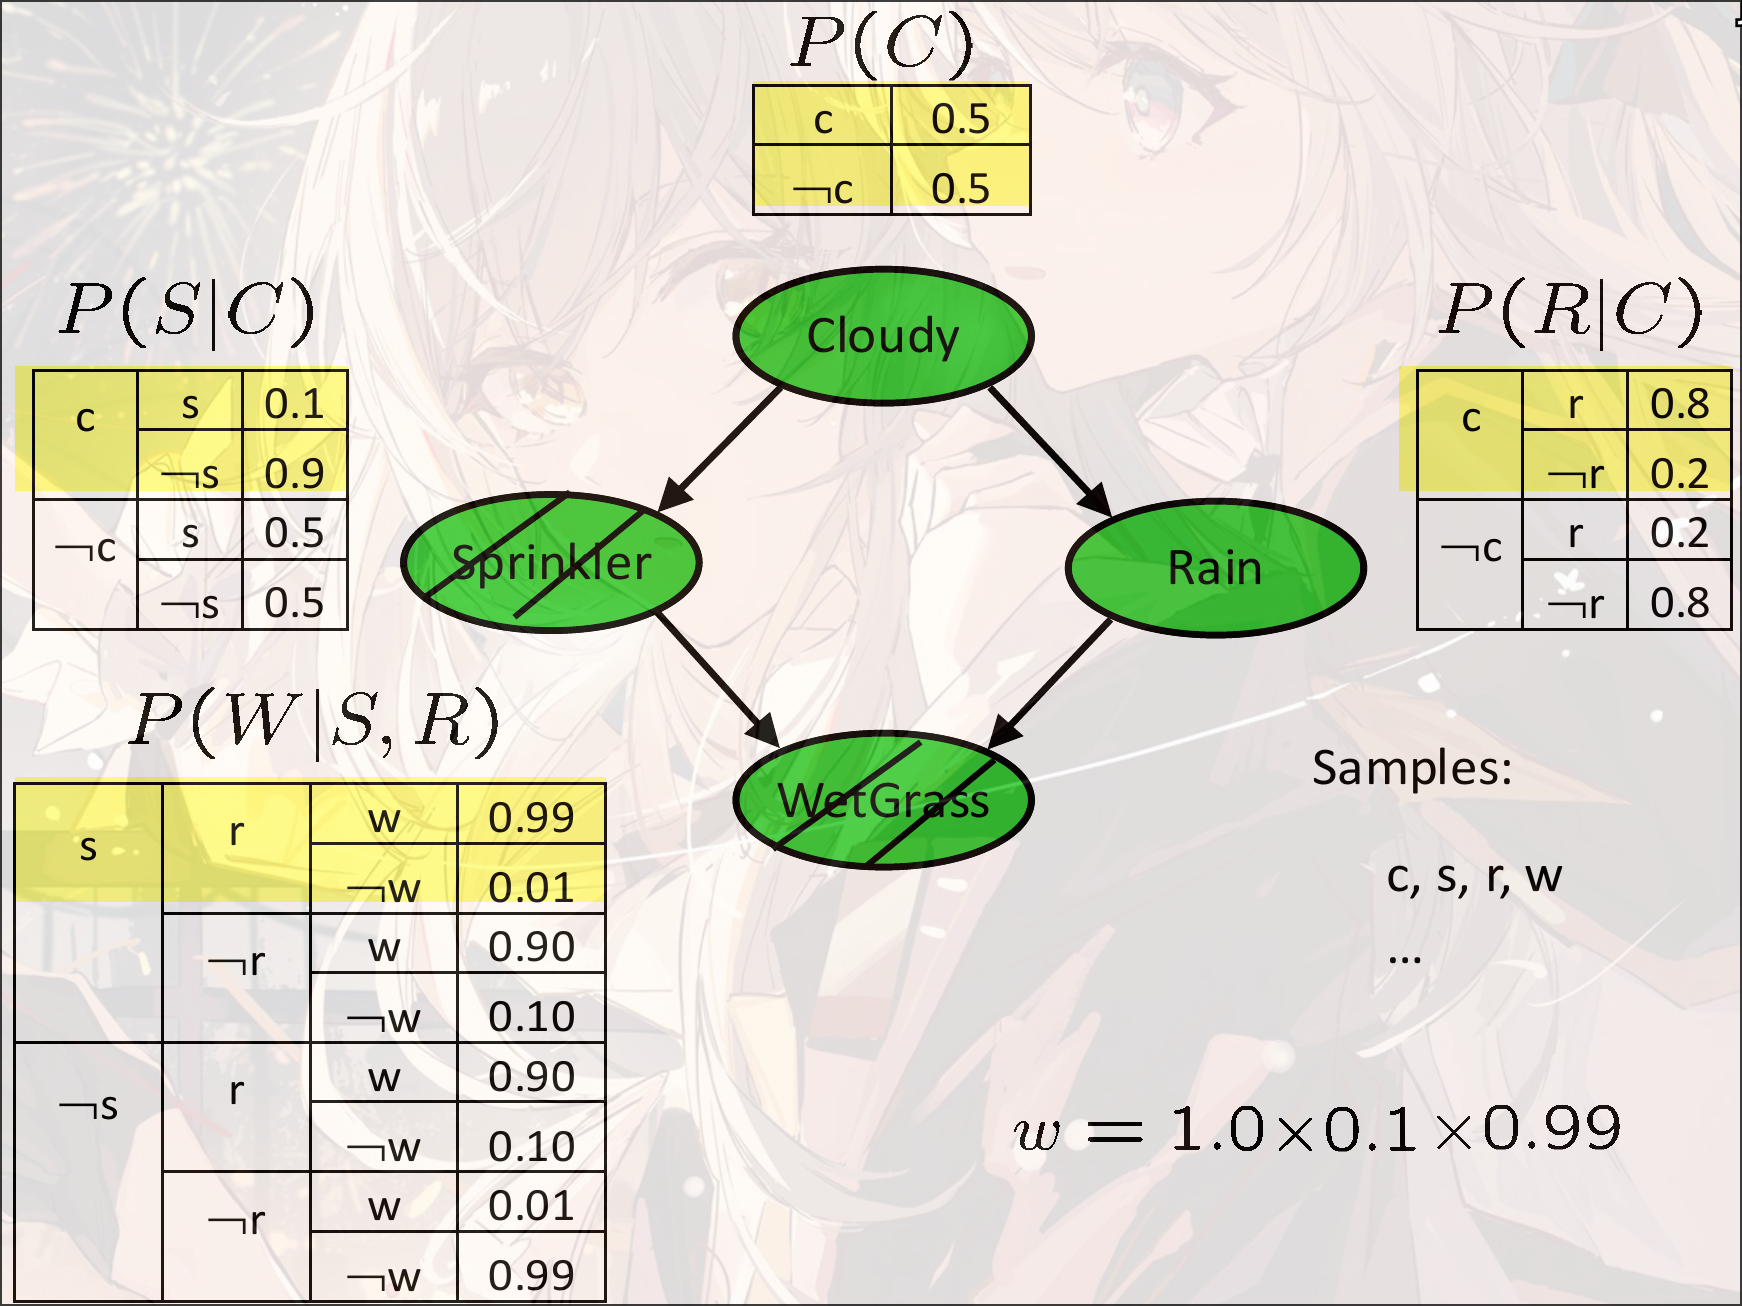 P(C)
c 0.5
¬c 0.5
Cloudy
P(S|C)
c s 0.1
¬s 0.9
¬c s 0.5
¬s 0.5
P(R|C)
c r 0.8
¬r 0.2
¬c r 0.2
¬r 0.8
Sprinkler
Rain
P(W|S, R)
s r w 0.99
¬w 0.01
¬r w 0.90
¬w 0.10
¬s r w 0.90
¬w 0.10
¬r w 0.01
¬w 0.99
WetGrass
Samples:
c, s, r, w
...
w = 1.0×0.1×0.99